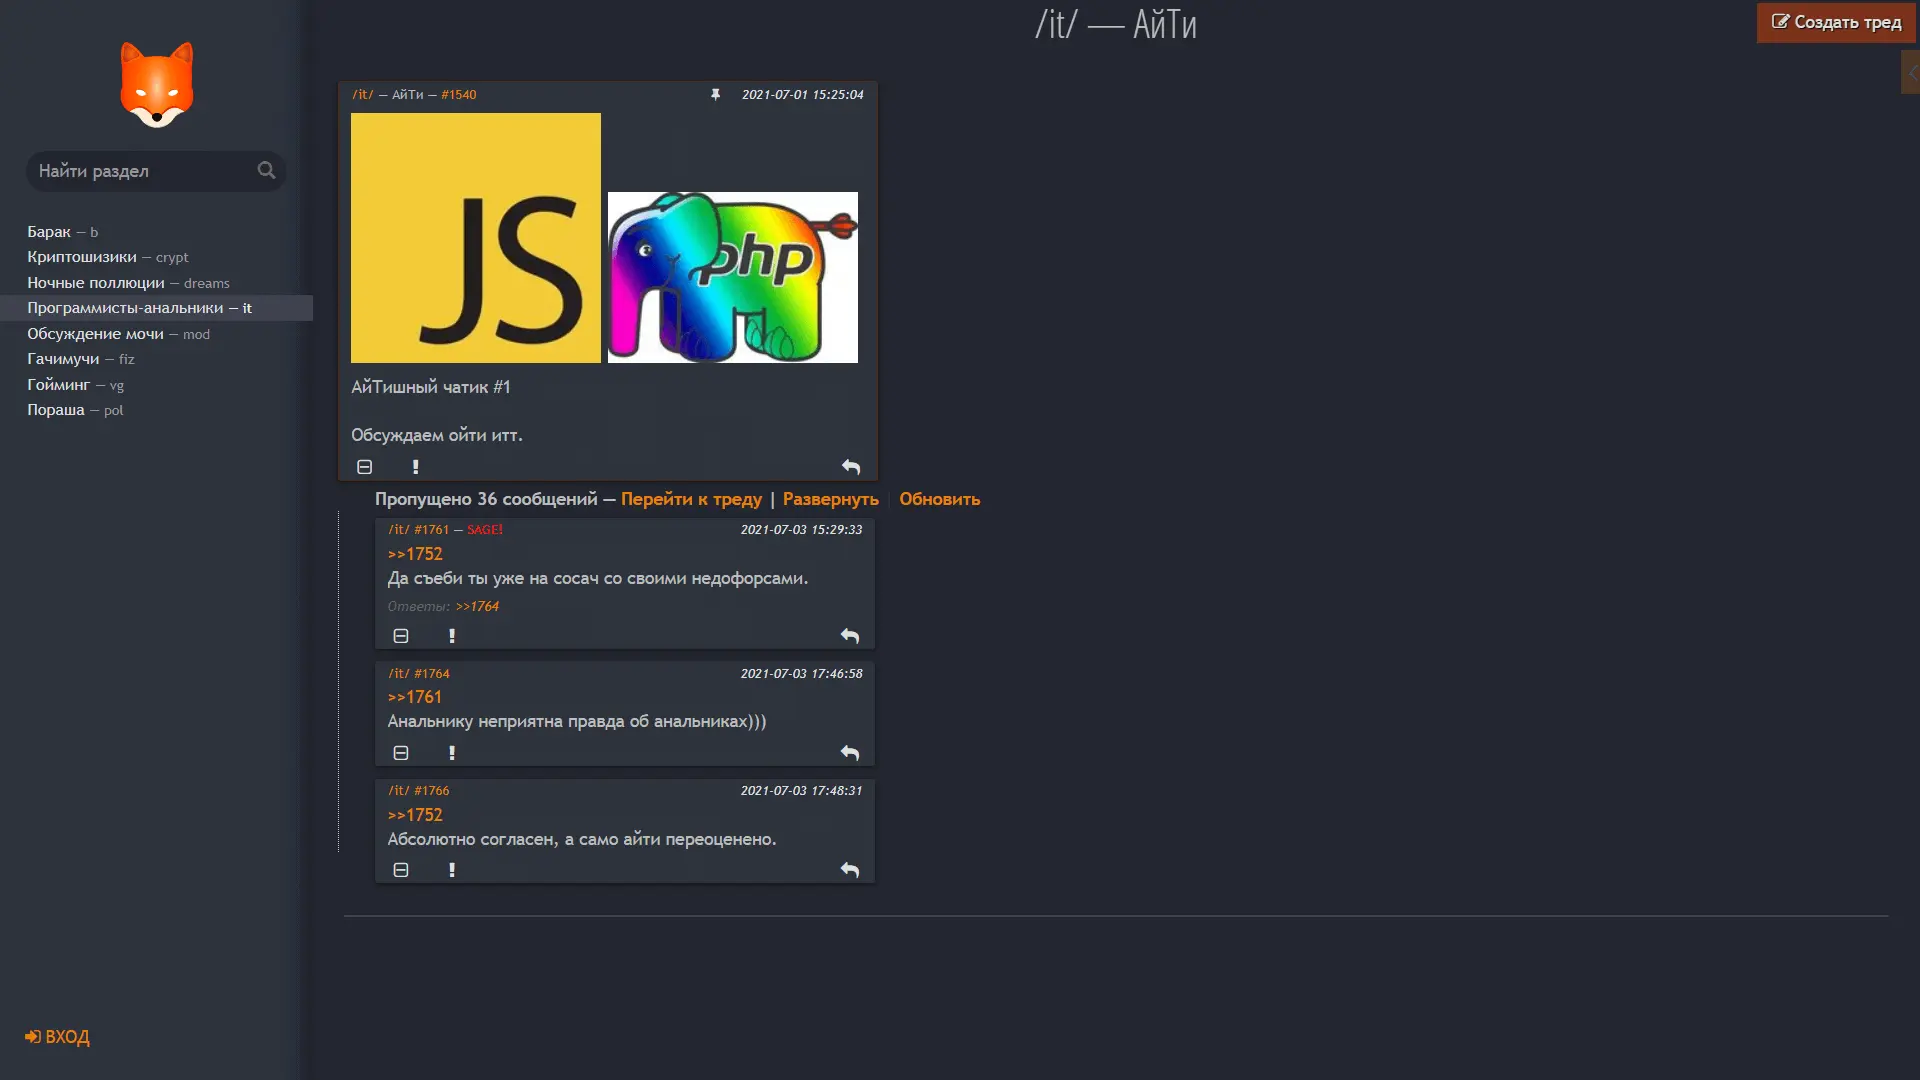 /it/ — АйТи
Создать тред
Найти раздел
Барак — b
Криптошизики — crypt
Ночные поллюции — dreams
Программисты-анальники — it
Обсуждение мочи — mod
Гачимучи — fiz
Гойминг — vg
Пораша — pol
ВХОД
/it/ — АйТи — #1540 2021-07-01 15:25:04
JS
php
АйТишный чатик #1
Обсуждаем ойти итт.
Пропущено 36 сообщений — Перейти к треду | Развернуть | Обновить
/it/ #1761 — SAGE! 2021-07-03 15:29:33
>>1752
Да съеби ты уже на сосач со своими недофорсами.
Ответы: >>1764
/it/ #1764 2021-07-03 17:46:58
>>1761
Анальнику неприятна правда об анальниках)))
/it/ #1766 2021-07-03 17:48:31
>>1752
Абсолютно согласен, а само айти переоценено.